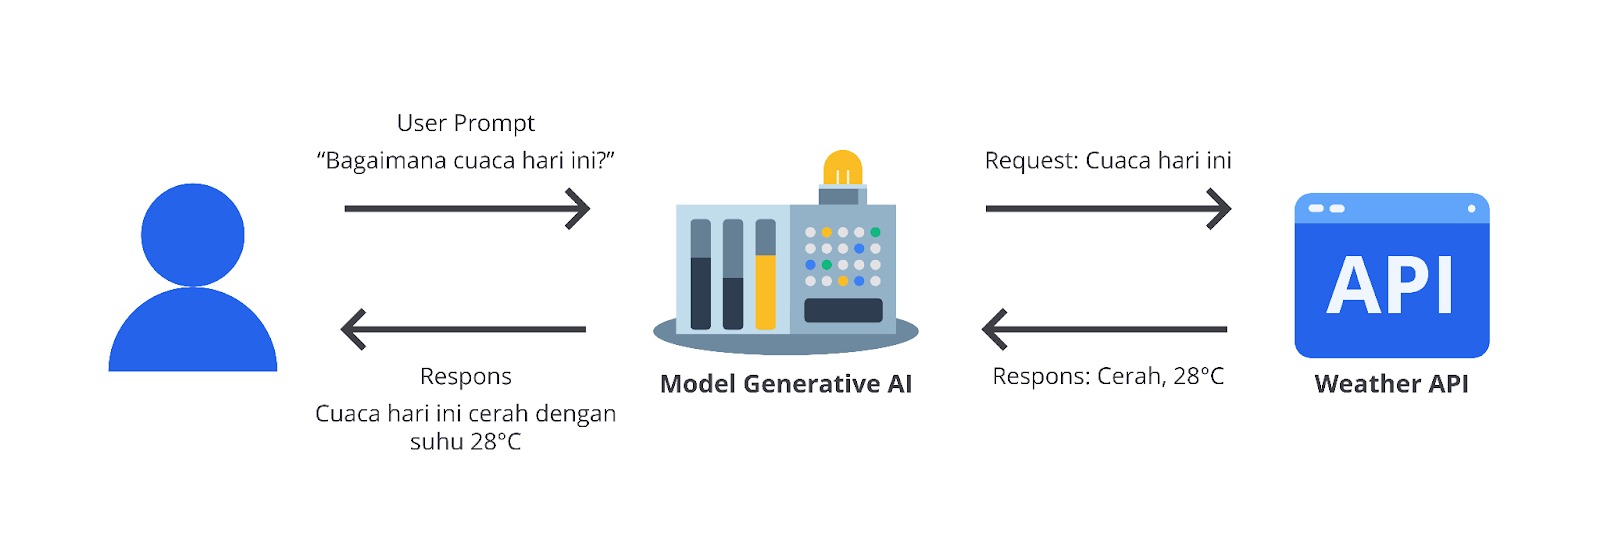 User Prompt
“Bagaimana cuaca hari ini?”
Request: Cuaca hari ini
API
Respons
Cuaca hari ini cerah dengan
suhu 28°C
Model Generative AI
Respons: Cerah, 28°C
Weather API